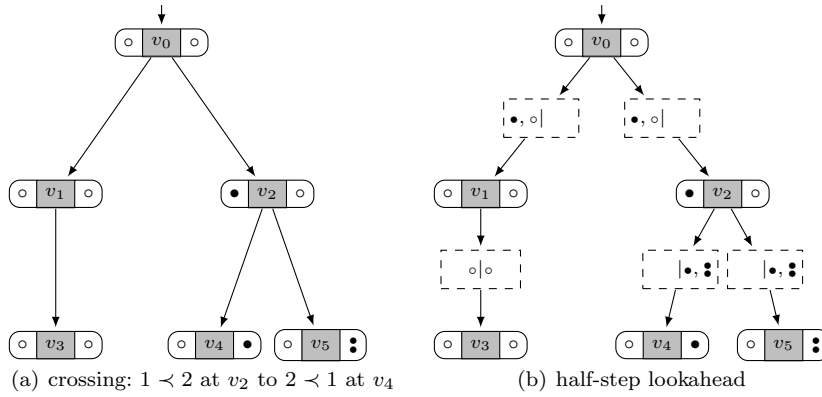 ○ v₀ ○ ○ v₀ ○
●, ○| ●, ○|
○ v₁ ○ ● v₂ ○ ○ v₁ ○ ● v₂ ○
○|○ |●, : |●, :
○ v₃ ○ ○ v₄ ● ○ v₅ : ○ v₃ ○ ○ v₄ ● ○ v₅ :
(a) crossing: 1 ≺ 2 at v₂ to 2 ≺ 1 at v₄ (b) half-step lookahead